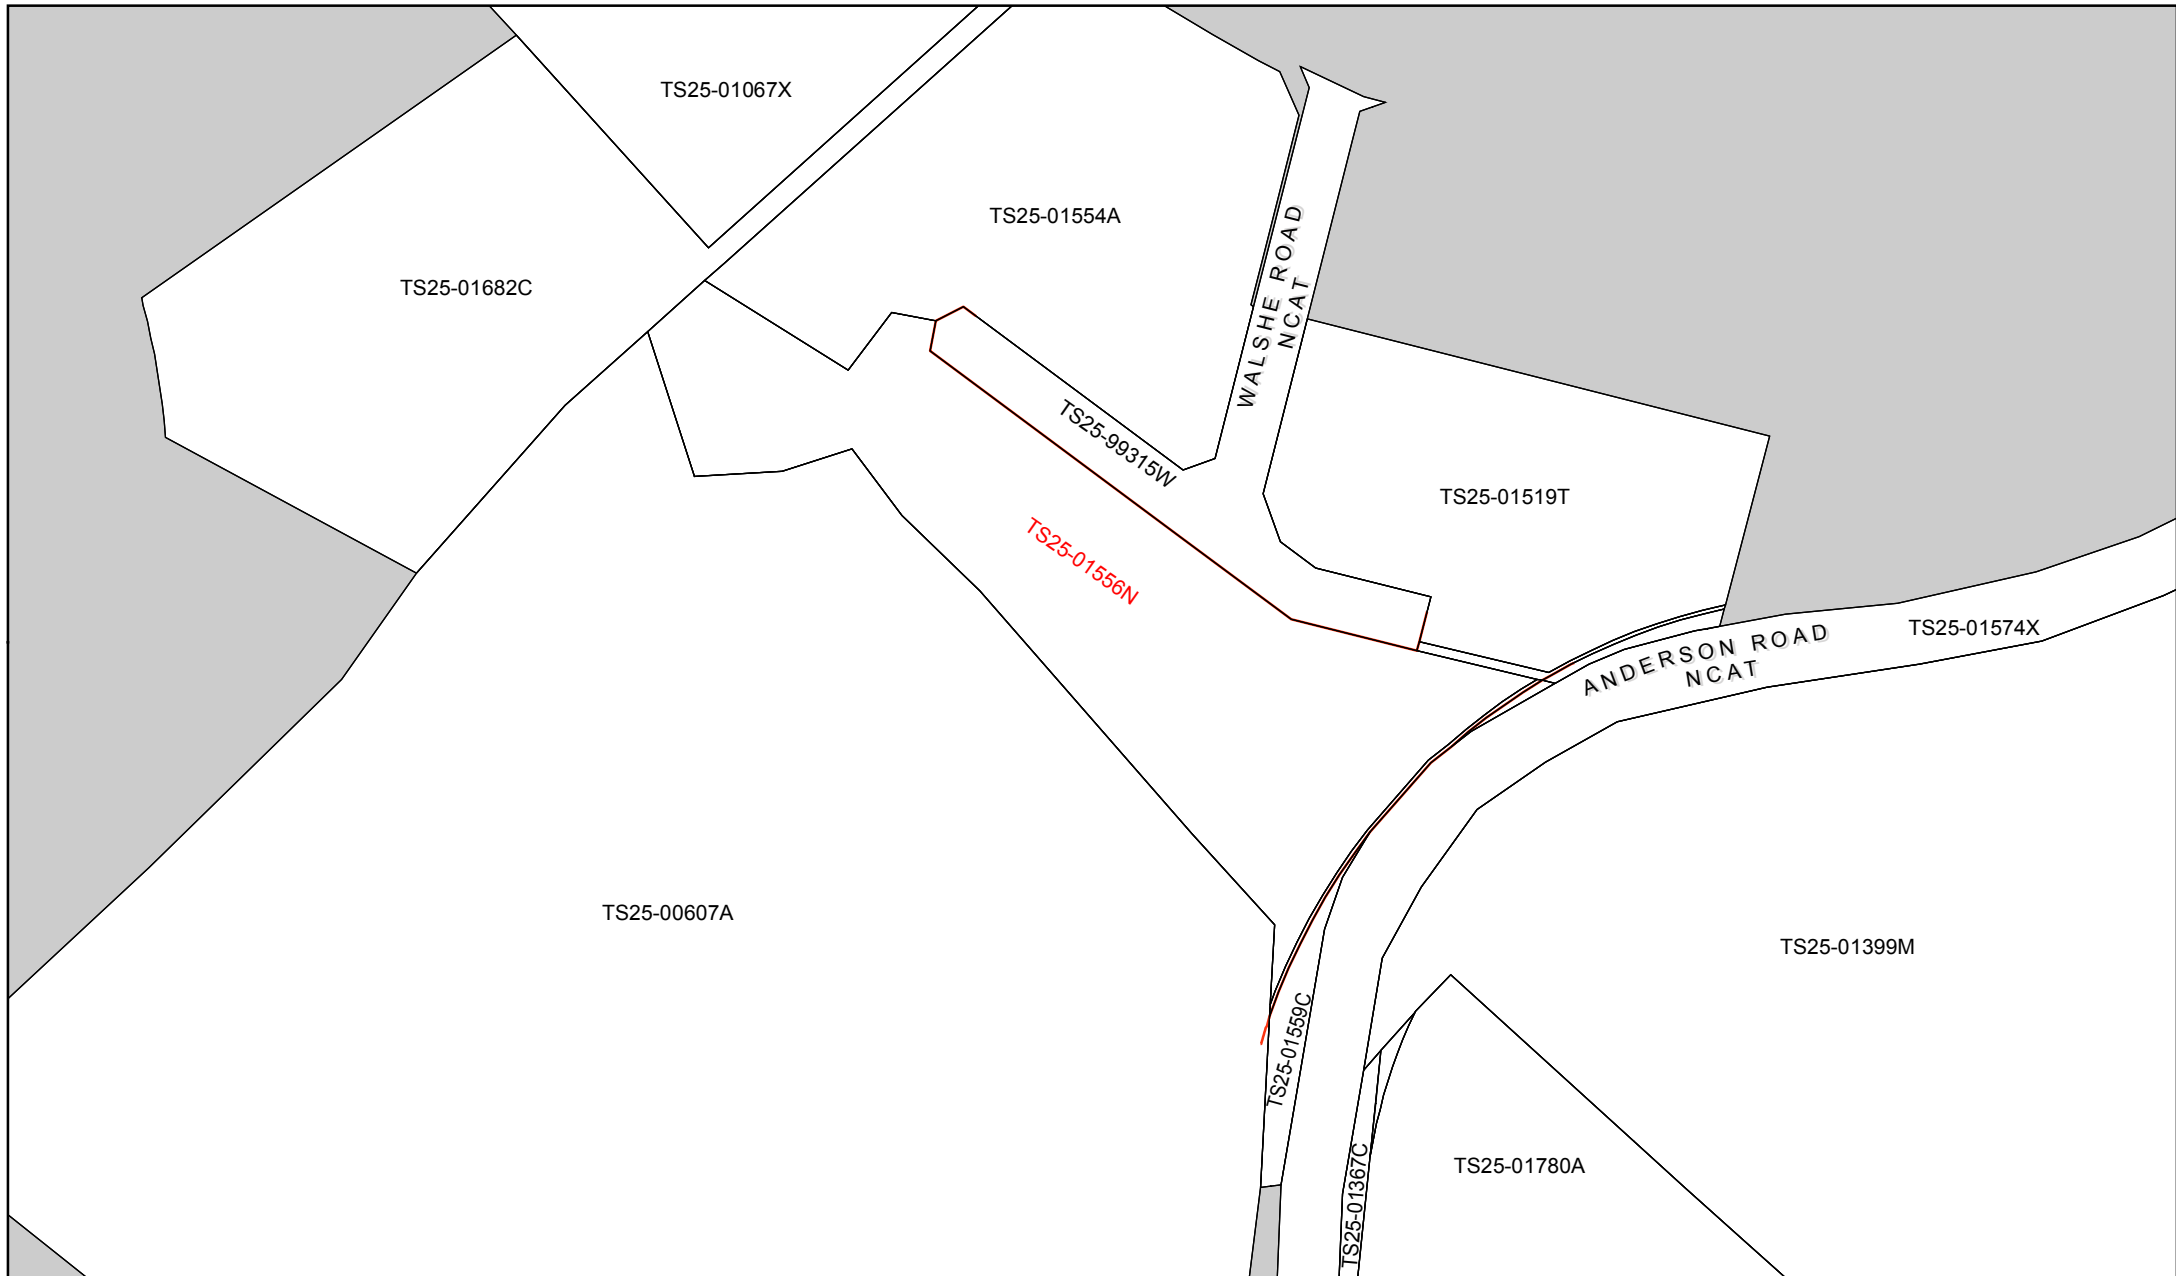 TS25-01067X
TS25-01554A
TS25-01682C
WALSHE ROAD
NCAT
TS25-99315W
TS25-01519T
TS25-01556N
TS25-01574X
ANDERSON ROAD
NCAT
TS25-00607A
TS25-01399M
TS25-01559C
TS25-01780A
TS25-01367C